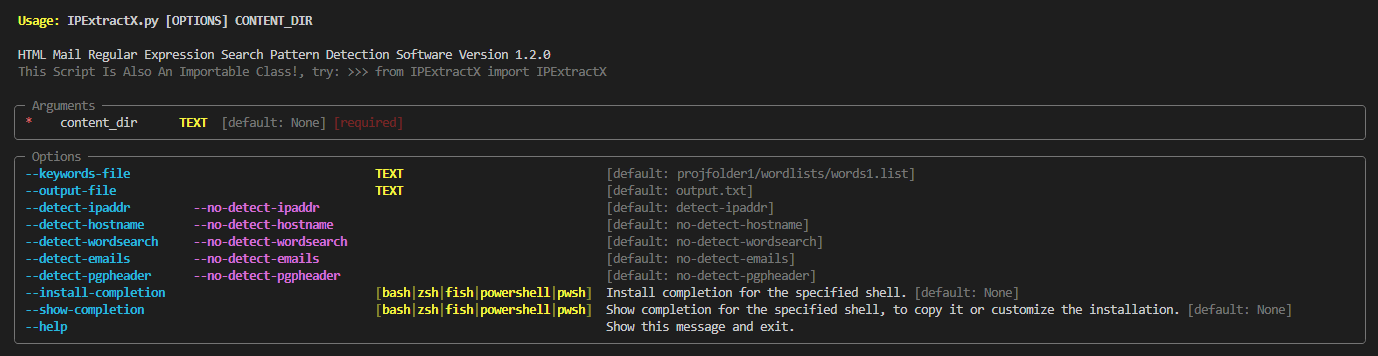 Usage: IPExtractX.py [OPTIONS] CONTENT_DIR
HTML Mail Regular Expression Search Pattern Detection Software Version 1.2.0
This Script Is Also An Importable Class!, try: >>> from IPExtractX import IPExtractX
Arguments
* content_dir TEXT [default: None] [required]
Options
--keywords-file TEXT [default: projfolder1/wordlists/words1.list]
--output-file TEXT [default: output.txt]
--detect-ipaddr --no-detect-ipaddr [default: detect-ipaddr]
--detect-hostname --no-detect-hostname [default: no-detect-hostname]
--detect-wordsearch --no-detect-wordsearch [default: no-detect-wordsearch]
--detect-emails --no-detect-emails [default: no-detect-emails]
--detect-pgpheader --no-detect-pgpheader [default: no-detect-pgpheader]
--install-completion [bash|zsh|fish|powershell|pwsh] Install completion for the specified shell. [default: None]
--show-completion [bash|zsh|fish|powershell|pwsh] Show completion for the specified shell, to copy it or customize the installation. [default: None]
--help Show this message and exit.